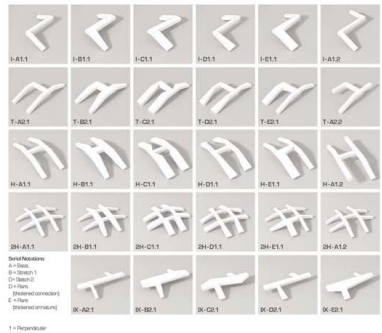 I-A1.1 I-B1.1 I-C1.1 I-D1.1 I-E1.1 I-A1.2
T-A2.1 T-B2.1 T-C2.1 T-D2.1 T-E2.1 T-A2.2
H-A1.1 H-B1.1 H-C1.1 H-D1.1 H-E1.1 H-A1.2
2H-A1.1 2H-B1.1 2H-C1.1 2H-D1.1 2H-E1.1 2H-A1.2
Serial Notations
A = Basic,
B = Stretch 1
C = Stretch 2
D = Flare
(thickened connection)
E = Flare
(thickened armature)
IX-A2.1 IX-B2.1 IX-C2.1 IX-D2.1 IX-E2.1
1 = Perpendicular